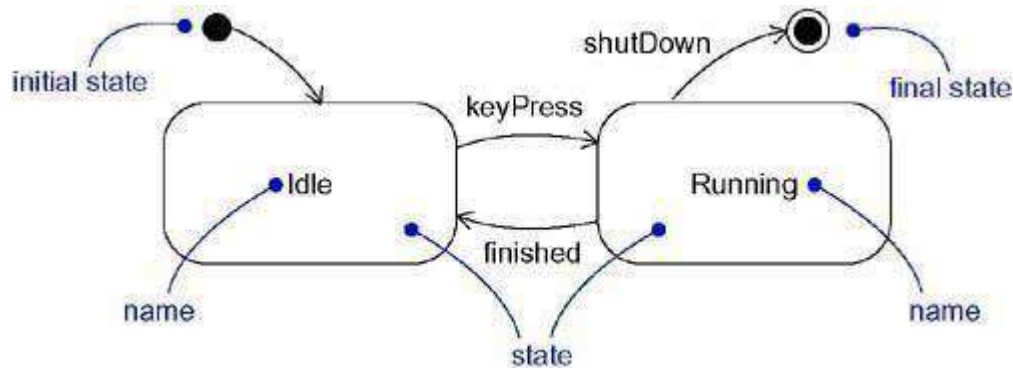 shutDown
initial state
final state
keyPress
Idle
Running
finished
name
name
state